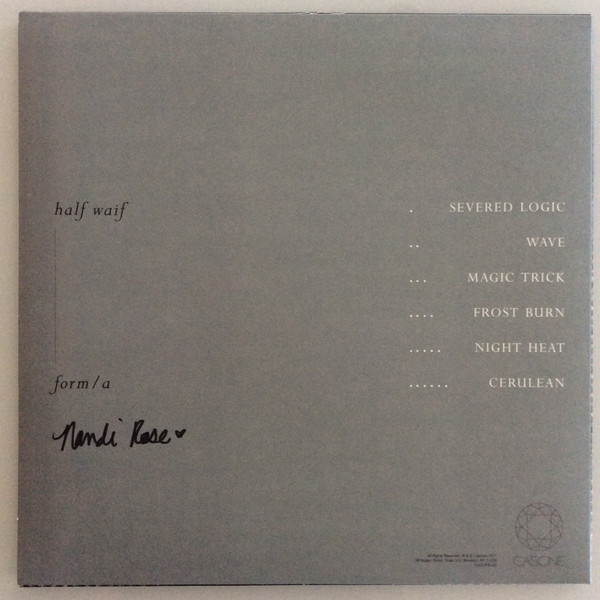 half waif
. SEVERED LOGIC
.. WAVE
... MAGIC TRICK
.... FROST BURN
..... NIGHT HEAT
form/a
...... CERULEAN
Nandi Rose ♥
CASCINE